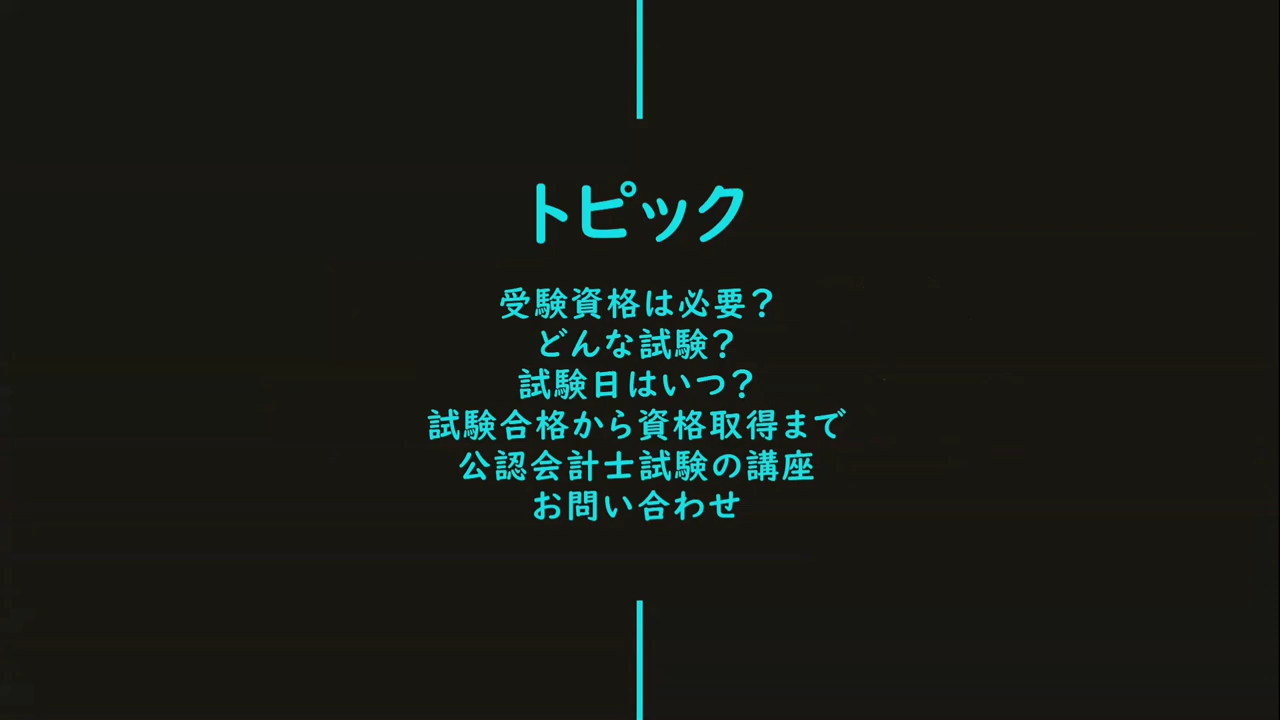 トピック
受験資格は必要？
どんな試験？
試験日はいつ？
試験合格から資格取得まで
公認会計士試験の講座
お問い合わせ